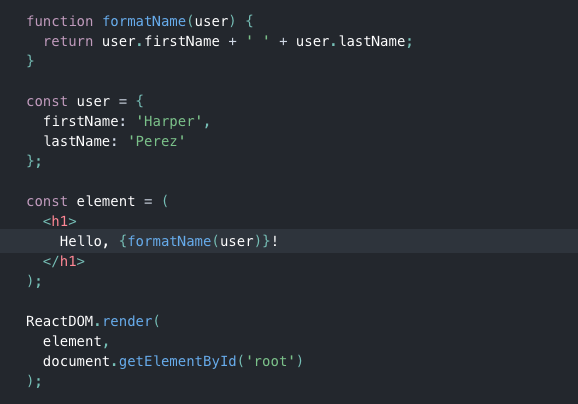 function formatName(user) {
  return user.firstName + ' ' + user.lastName;
}

const user = {
  firstName: 'Harper',
  lastName: 'Perez'
};

const element = (
  <h1>
    Hello, {formatName(user)}!
  </h1>
);

ReactDOM.render(
  element,
  document.getElementById('root')
);